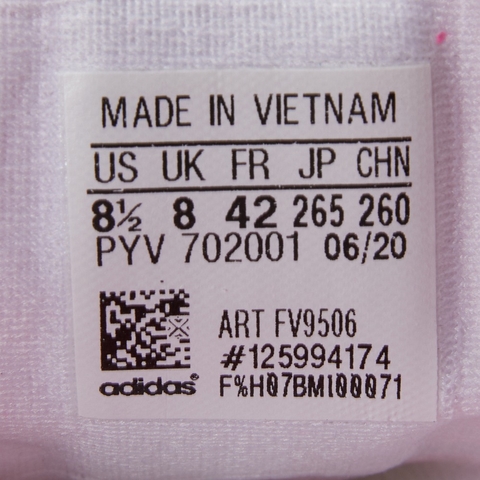 MADE IN VIETNAM
US UK FR JP CHN
8½ 8 42 265 260
PYV 702001 06/20
ART FV9506
#125994174
adidas®
F%H07BM100071